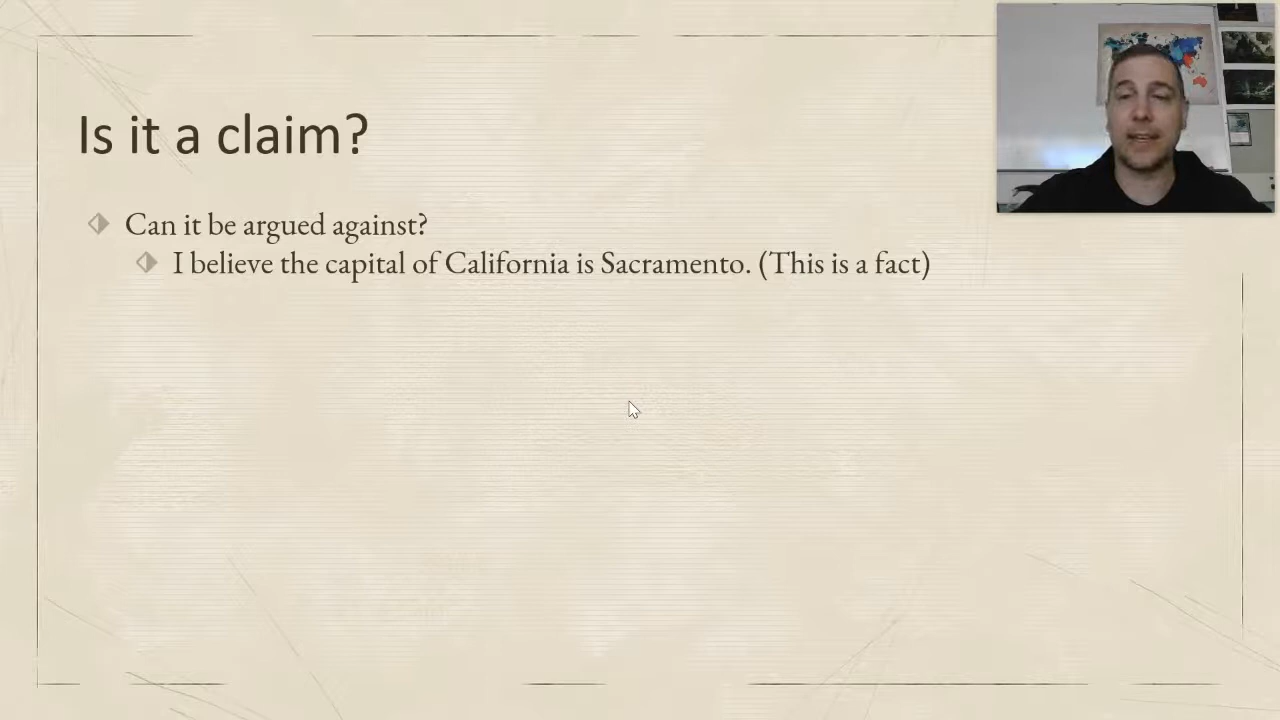 Is it a claim?
Can it be argued against?
I believe the capital of California is Sacramento. (This is a fact)